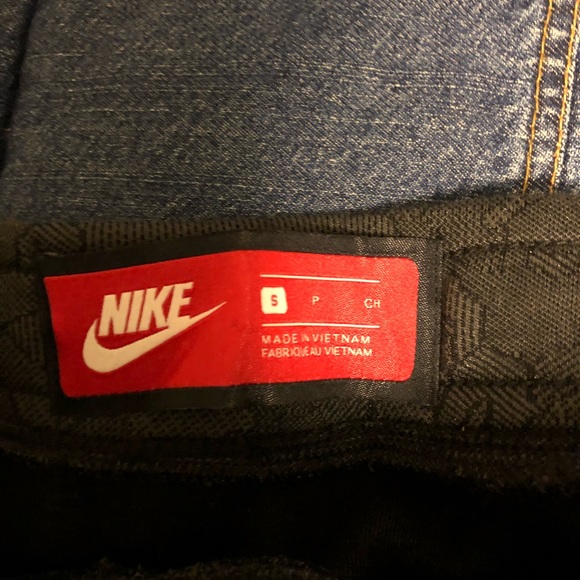 NIKE
S P CH
MADE IN VIETNAM
FABRIQUÉ AU VIETNAM